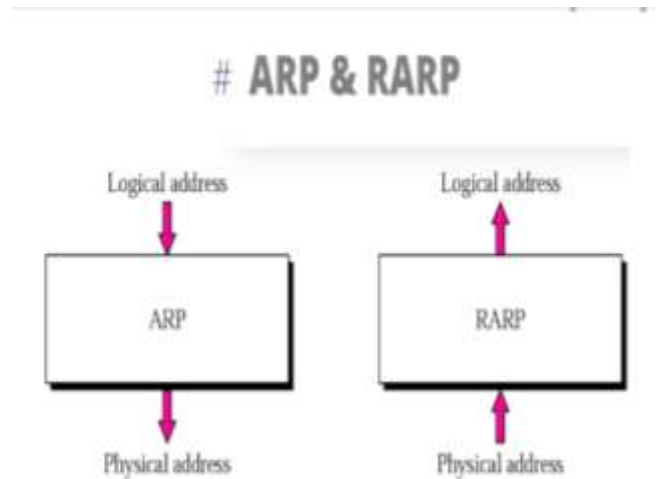 # ARP & RARP
Logical address
Logical address
ARP
RARP
Physical address
Physical address